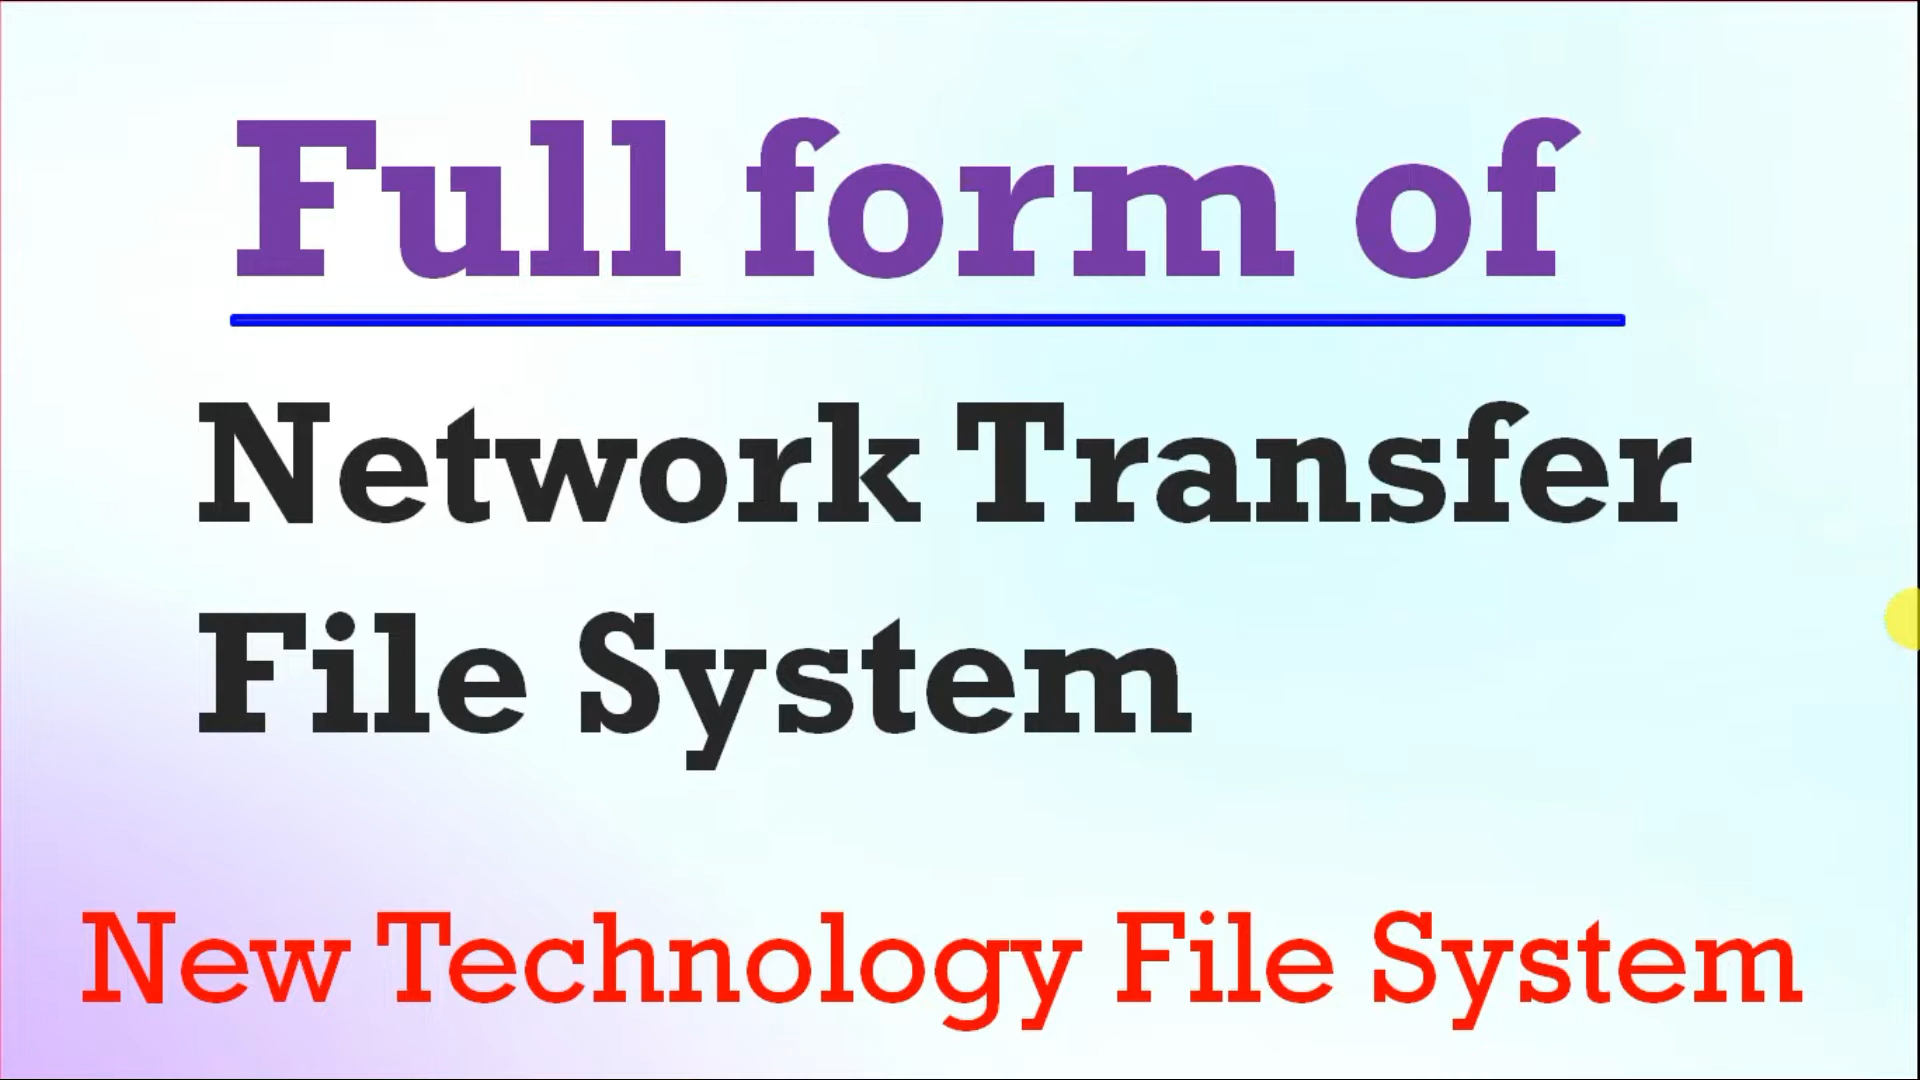 Full form of
Network Transfer
File System
New Technology File System